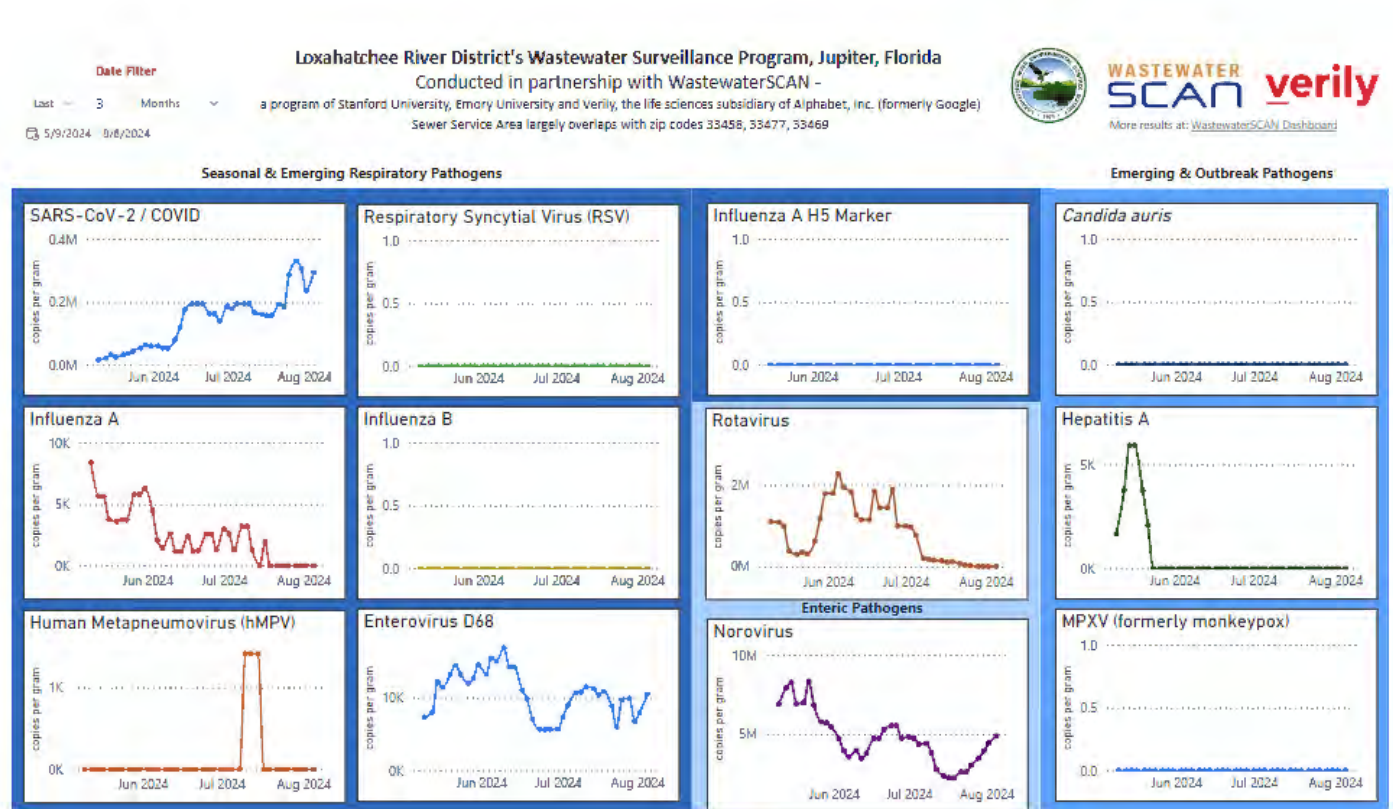 Date Filter
Last 3 Months
5/9/2024 8/8/2024
Loxahatchee River District's Wastewater Surveillance Program, Jupiter, Florida
Conducted in partnership with WastewaterSCAN -
a program of Stanford University, Emory University and Verily, the life sciences subsidiary of Alphabet, Inc. (formerly Google)
Sewer Service Area largely overlaps with zip codes 33458, 33477, 33469
WASTEWATER
SCAN
verily
More results at: WastewaterSCAN Dashboard
Seasonal & Emerging Respiratory Pathogens
Emerging & Outbreak Pathogens
SARS-CoV-2 / COVID
copies per gram
0.4M
0.2M
0.0M
Jun 2024 Jul 2024 Aug 2024
Respiratory Syncytial Virus (RSV)
copies per gram
1.0
0.5
0.0
Jun 2024 Jul 2024 Aug 2024
Influenza A H5 Marker
copies per gram
1.0
0.5
0.0
Jun 2024 Jul 2024 Aug 2024
Candida auris
copies per gram
1.0
0.5
0.0
Jun 2024 Jul 2024 Aug 2024
Influenza A
copies per gram
10K
5K
0K
Jun 2024 Jul 2024 Aug 2024
Influenza B
copies per gram
1.0
0.5
0.0
Jun 2024 Jul 2024 Aug 2024
Rotavirus
copies per gram
2M
0M
Jun 2024 Jul 2024 Aug 2024
Hepatitis A
copies per gram
5K
0K
Jun 2024 Jul 2024 Aug 2024
Human Metapneumovirus (hMPV)
copies per gram
1K
0K
Jun 2024 Jul 2024 Aug 2024
Enterovirus D68
copies per gram
10K
0K
Jun 2024 Jul 2024 Aug 2024
Enteric Pathogens
Norovirus
copies per gram
10M
5M
Jun 2024 Jul 2024 Aug 2024
MPXV (formerly monkeypox)
copies per gram
1.0
0.5
0.0
Jun 2024 Jul 2024 Aug 2024